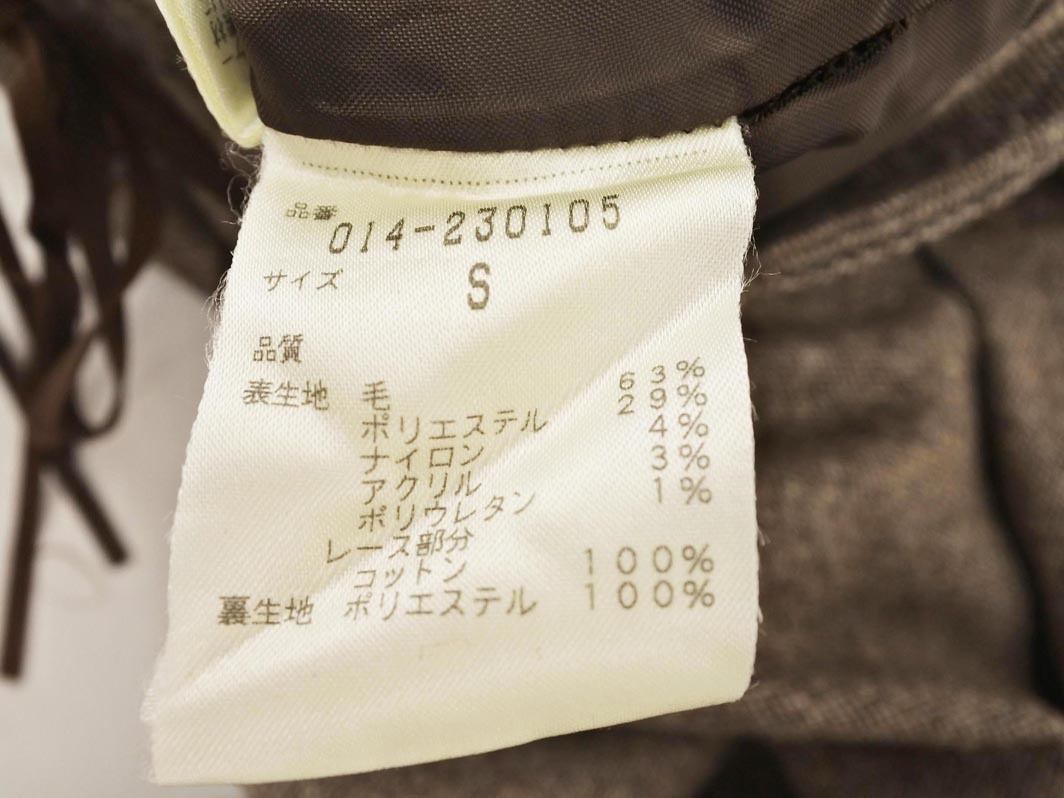 品番
014-230105
サイズ S
品質
表生地 毛 63%
ポリエステル 29%
ナイロン 4%
アクリル 3%
ポリウレタン 1%
レース部分
コットン 100%
裏生地 ポリエステル 100%